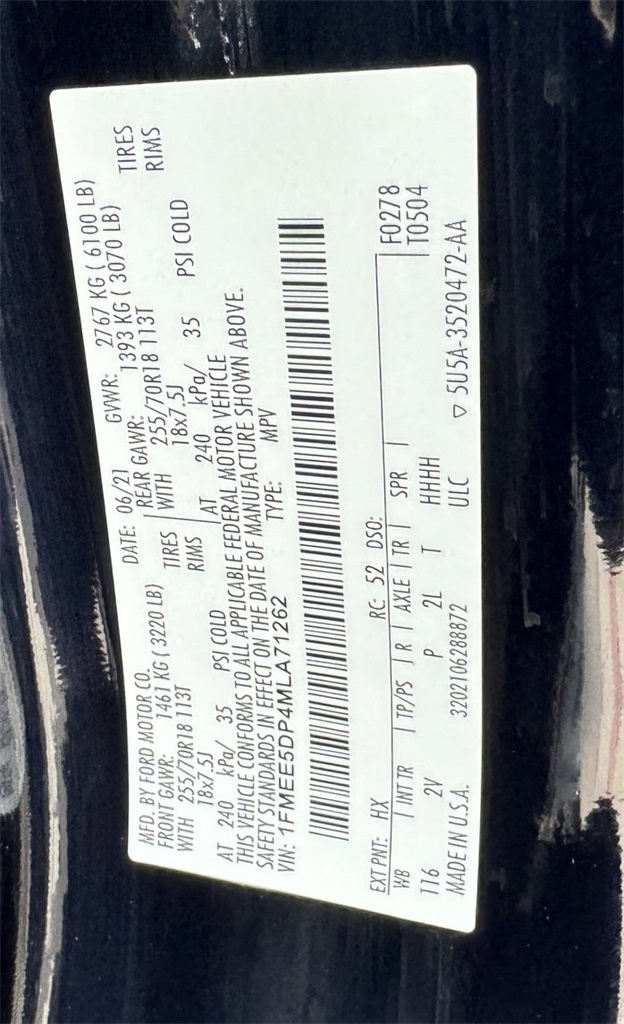 MFD. BY FORD MOTOR CO. DATE: 06/21 GVWR: 2767 KG ( 6100 LB)
FRONT GAWR: 1461 KG ( 3220 LB) REAR GAWR: 1393 KG ( 3070 LB)
WITH 255/70R18 113T TIRES WITH 255/70R18 113T TIRES
18x7.5J RIMS 18x7.5J RIMS
AT 240 kPa/ 35 PSI COLD AT 240 kPa/ 35 PSI COLD
THIS VEHICLE CONFORMS TO ALL APPLICABLE FEDERAL MOTOR VEHICLE
SAFETY STANDARDS IN EFFECT ON THE DATE OF MANUFACTURE SHOWN ABOVE.
VIN: 1FMEE5DP4MLA71262 TYPE: MPV
EXT PNT: HX RC: 52 DSO: F0278
WB INT TR TP/PS R AXLE TR SPR T0504
116 2V P 2L T HHHH
MADE IN U.S.A. 3202106288872 ULC ▽ 5U5A-3520472-AA